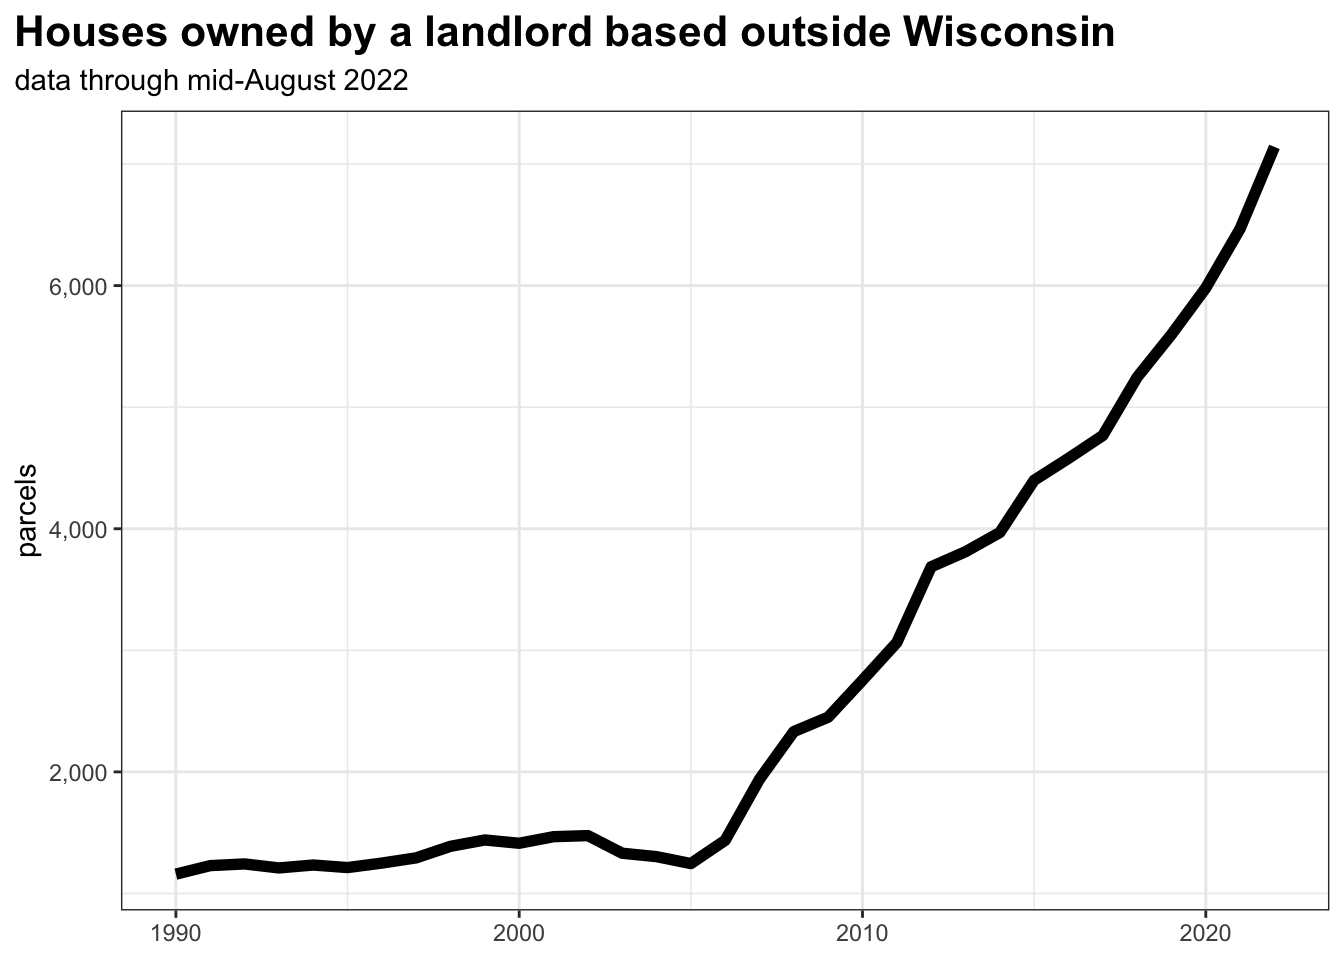 Houses owned by a landlord based outside Wisconsin
data through mid-August 2022
parcels
6,000
4,000
2,000
1990 2000 2010 2020